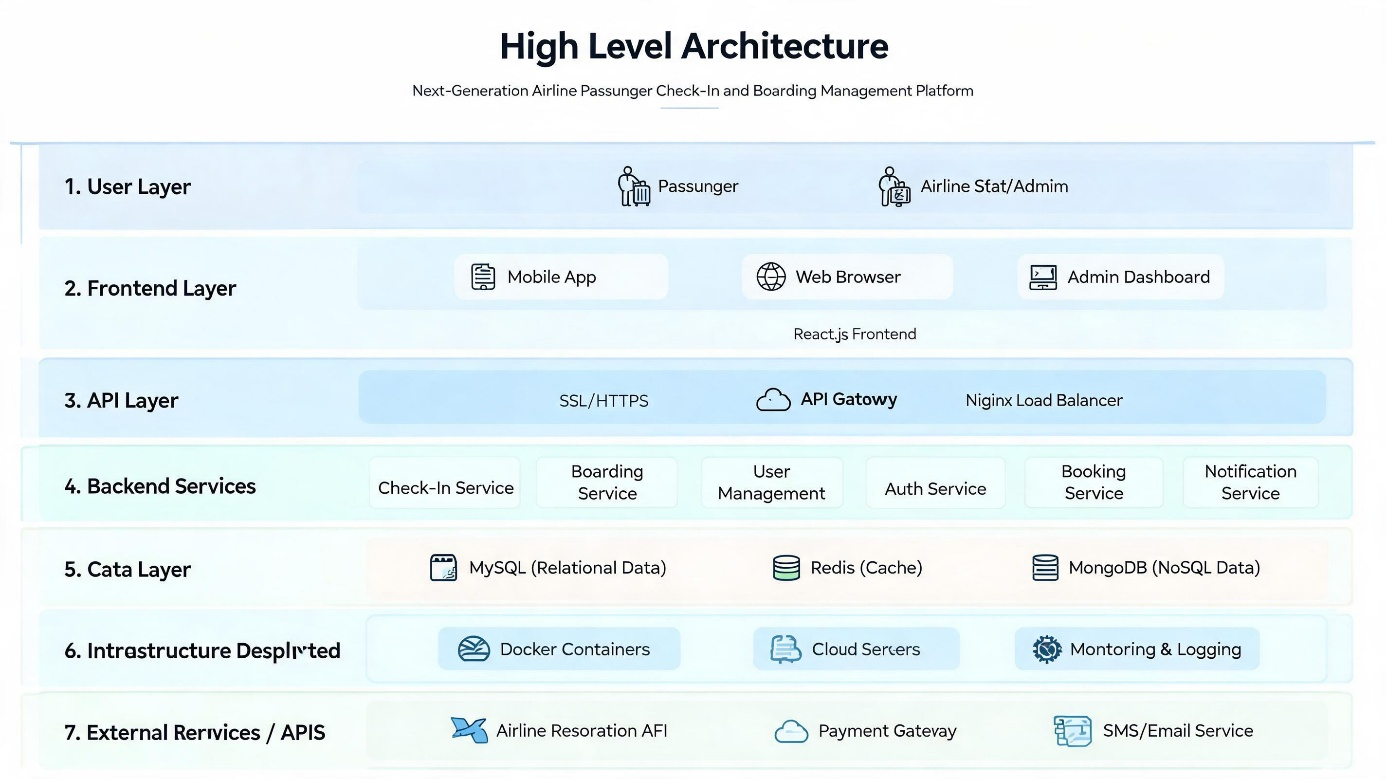 High Level Architecture
Next-Generation Airline Passunger Check-In and Boarding Management Platform
1. User Layer
Passunger
Airline Stat/Admim
2. Frontend Layer
Mobile App
Web Browser
Admin Dashboard
React.js Frontend
3. API Layer
SSL/HTTPS
API Gatowy
Niginx Load Balancer
4. Backend Services
Check-In Service
Boarding
Service
User
Management
Auth Service
Booking
Service
Notification
Service
5. Cata Layer
MySQL (Relational Data)
Redis (Cache)
MongoDB (NoSQL Data)
6. Intrastructure
Docker Containers
Cloud
Montoring & Logging
7. External / APIS
Airline Resoration AFI
Payment Gatevay
SMS/Email Service